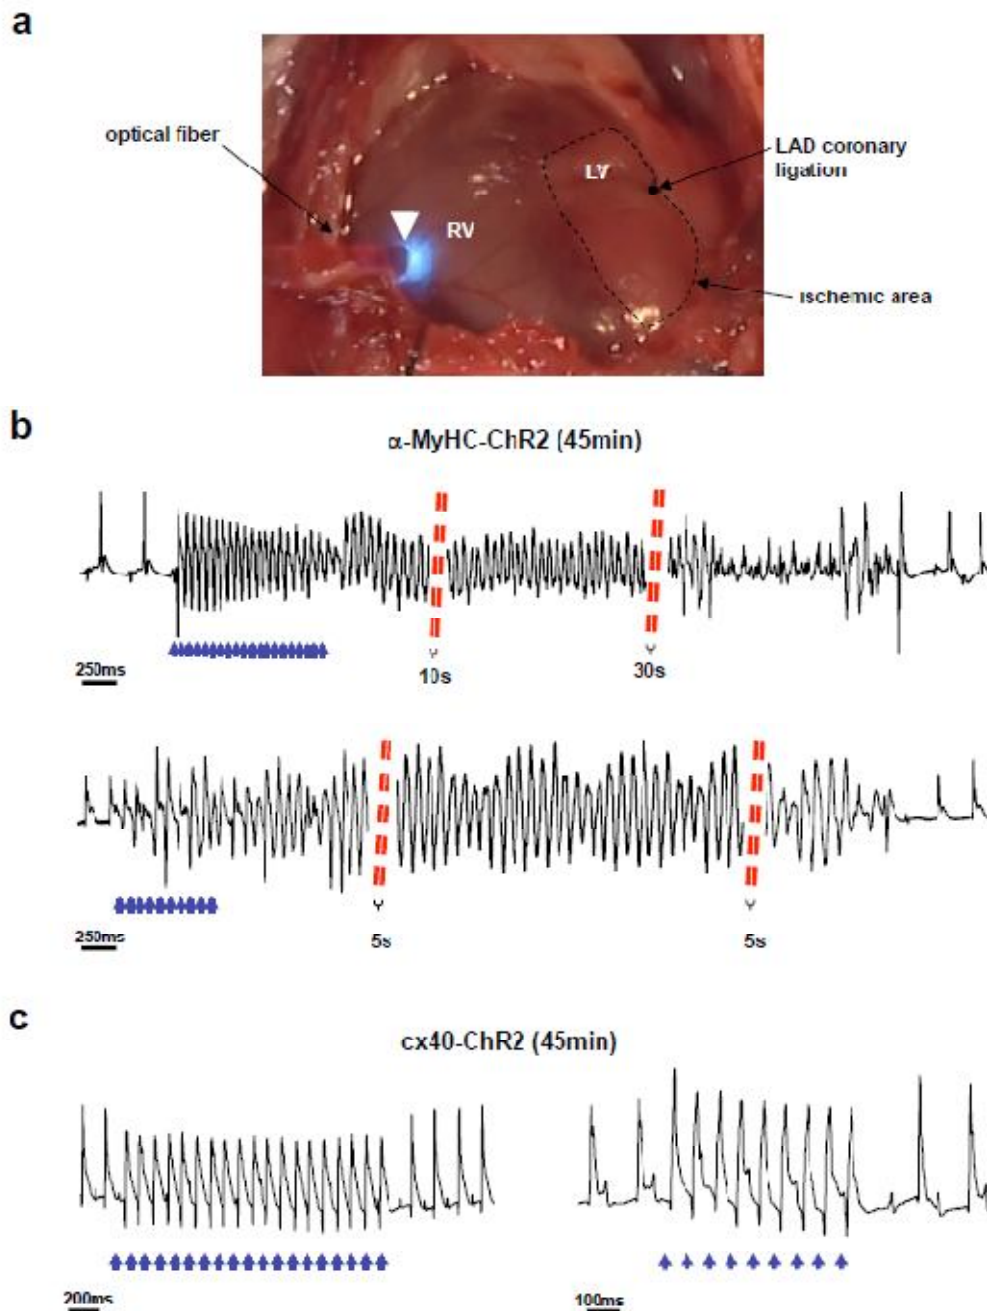 a
optical fiber
LV
LAD coronary
ligation
RV
ischemic area
b
α-MyHC-ChR2 (45min)
250ms
10s
30s
250ms
5s
5s
c
cx40-ChR2 (45min)
200ms
100ms